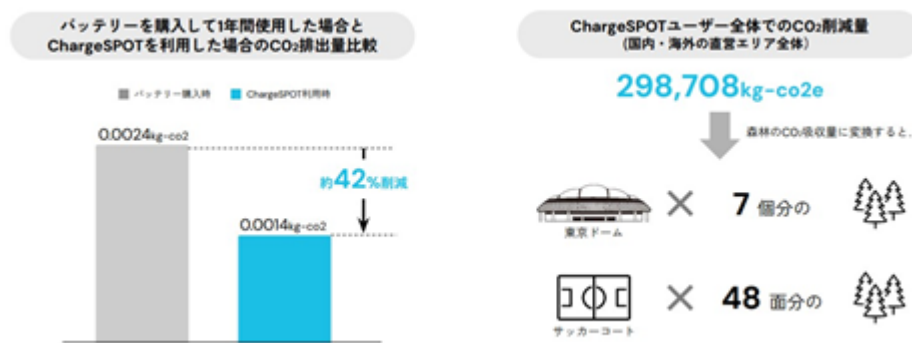 バッテリーを購入して1年間使用した場合と
ChargeSPOTを利用した場合のCO₂排出量比較
バッテリー購入時
ChargeSPOT利用時
0.0024kg-co2
約42%削減
0.0014kg-co2
ChargeSPOTユーザー全体でのCO₂削減量
(国内・海外の直営エリア全体)
298,708kg-co2e
森林のCO₂吸収量に変換すると、
× 7 個分の
東京ドーム
× 48 面分の
サッカーコート